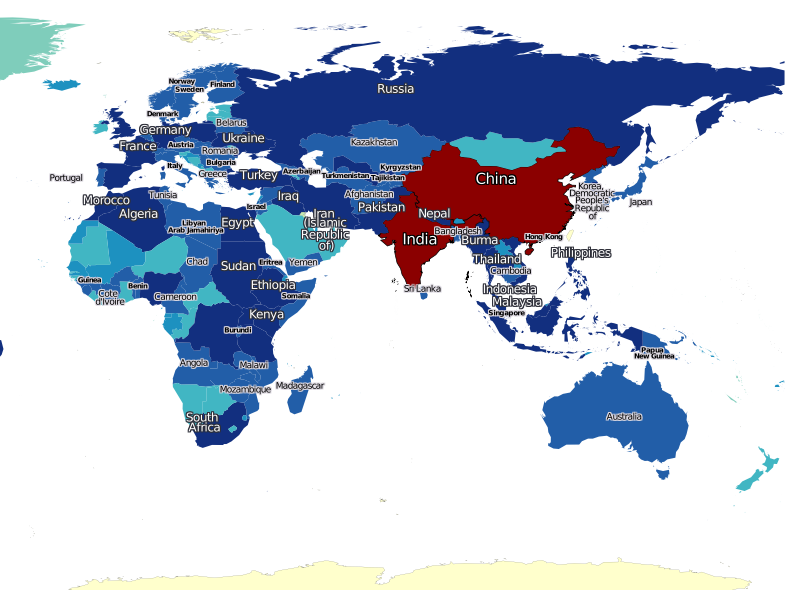 Russia
Norway
Sweden
Finland
Denmark
Belarus
Germany
Ukraine
France
Austria
Kazakhstan
Romania
Italy
Bulgaria
Kyrgyzstan
Portugal
Greece
Turkey
Azerbaijan
Turkmenistan
Tajikistan
China
Korea,
Democratic
People's
Republic
of
Japan
Morocco
Tunisia
Israel
Iraq
Afghanistan
Algeria
Iran
(Islamic
Republic
of)
Pakistan
Nepal
Libyan
Arab Jamahiriya
Egypt
India
Bangladesh
Burma
Hong Kong
Philippines
Chad
Sudan
Eritrea
Yemen
Thailand
Cambodia
Guinea
Benin
Ethiopia
Sri Lanka
Indonesia
Cote
d'Ivoire
Cameroon
Somalia
Malaysia
Singapore
Kenya
Burundi
Papua
New Guinea
Angola
Malawi
Mozambique
Madagascar
South
Africa
Australia